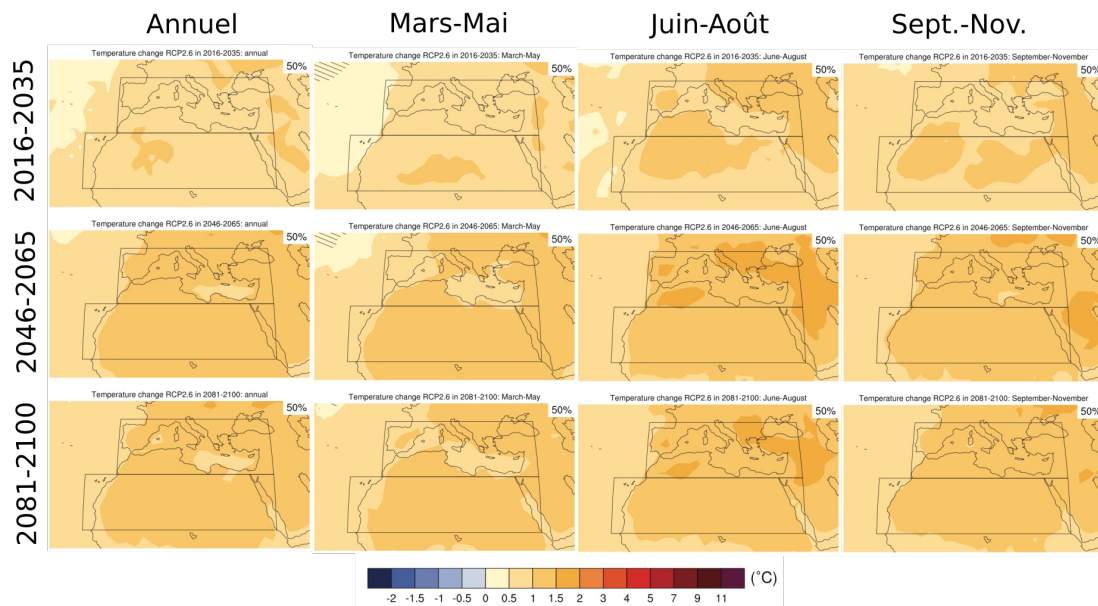 Annuel Mars-Mai Juin-Août Sept.-Nov.
2016-2035
Temperature change RCP2.6 in 2016-2035: annual
50%
Temperature change RCP2.6 in 2016-2035: March-May
50%
Temperature change RCP2.6 in 2016-2035: June-August
50%
Temperature change RCP2.6 in 2016-2035: September-November
50%
2046-2065
Temperature change RCP2.6 in 2046-2065: annual
50%
Temperature change RCP2.6 in 2046-2065: March-May
50%
Temperature change RCP2.6 in 2046-2065: June-August
50%
Temperature change RCP2.6 in 2046-2065: September-November
50%
2081-2100
Temperature change RCP2.6 in 2081-2100: annual
50%
Temperature change RCP2.6 in 2081-2100: March-May
50%
Temperature change RCP2.6 in 2081-2100: June-August
50%
Temperature change RCP2.6 in 2081-2100: September-November
50%
(°C)
-2 -1.5 -1 -0.5 0 0.5 1 1.5 2 3 4 5 7 9 11